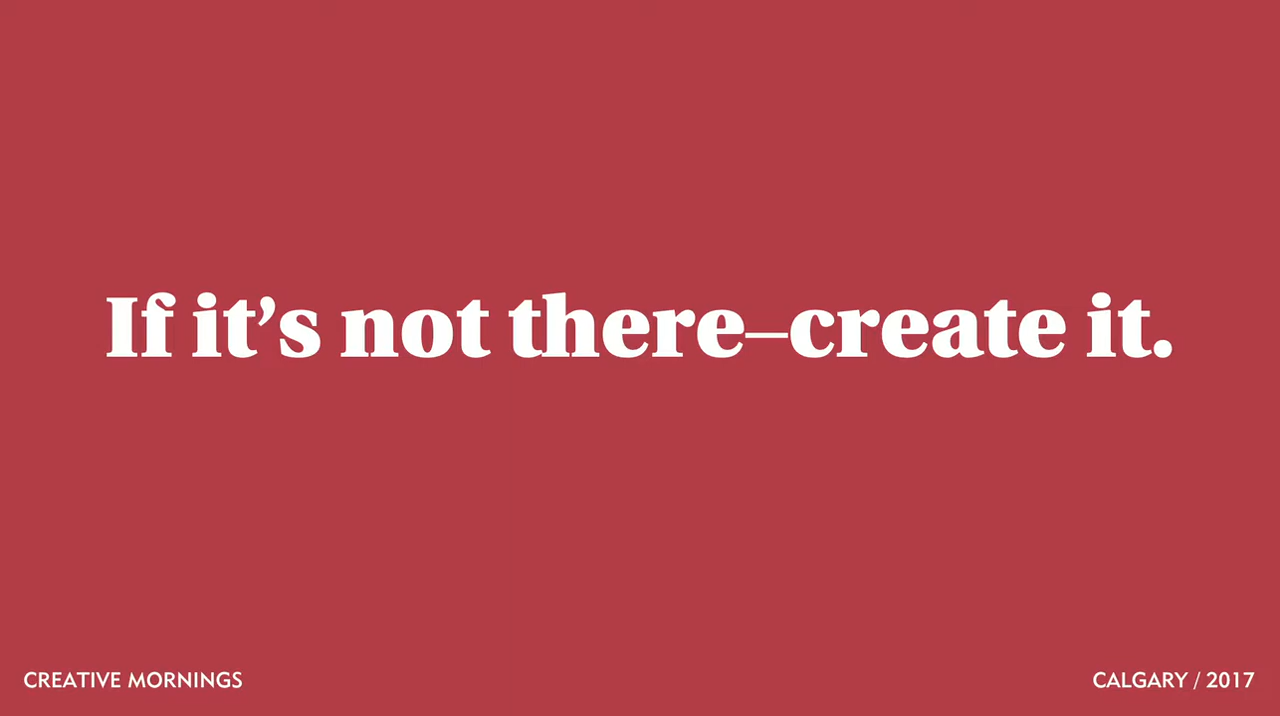 If it’s not there–create it.
CREATIVE MORNINGS
CALGARY / 2017